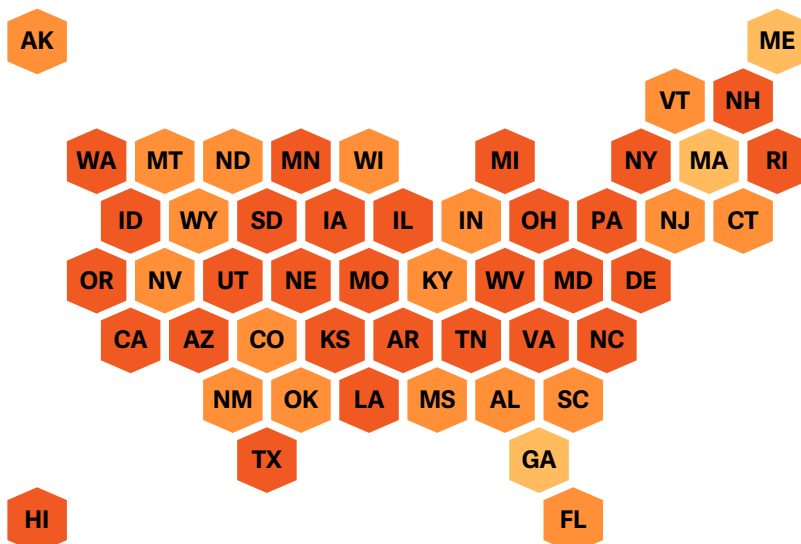 AK ME
VT NH
WA MT ND MN WI MI NY MA RI
ID WY SD IA IL IN OH PA NJ CT
OR NV UT NE MO KY WV MD DE
CA AZ CO KS AR TN VA NC
NM OK LA MS AL SC
TX GA
HI FL